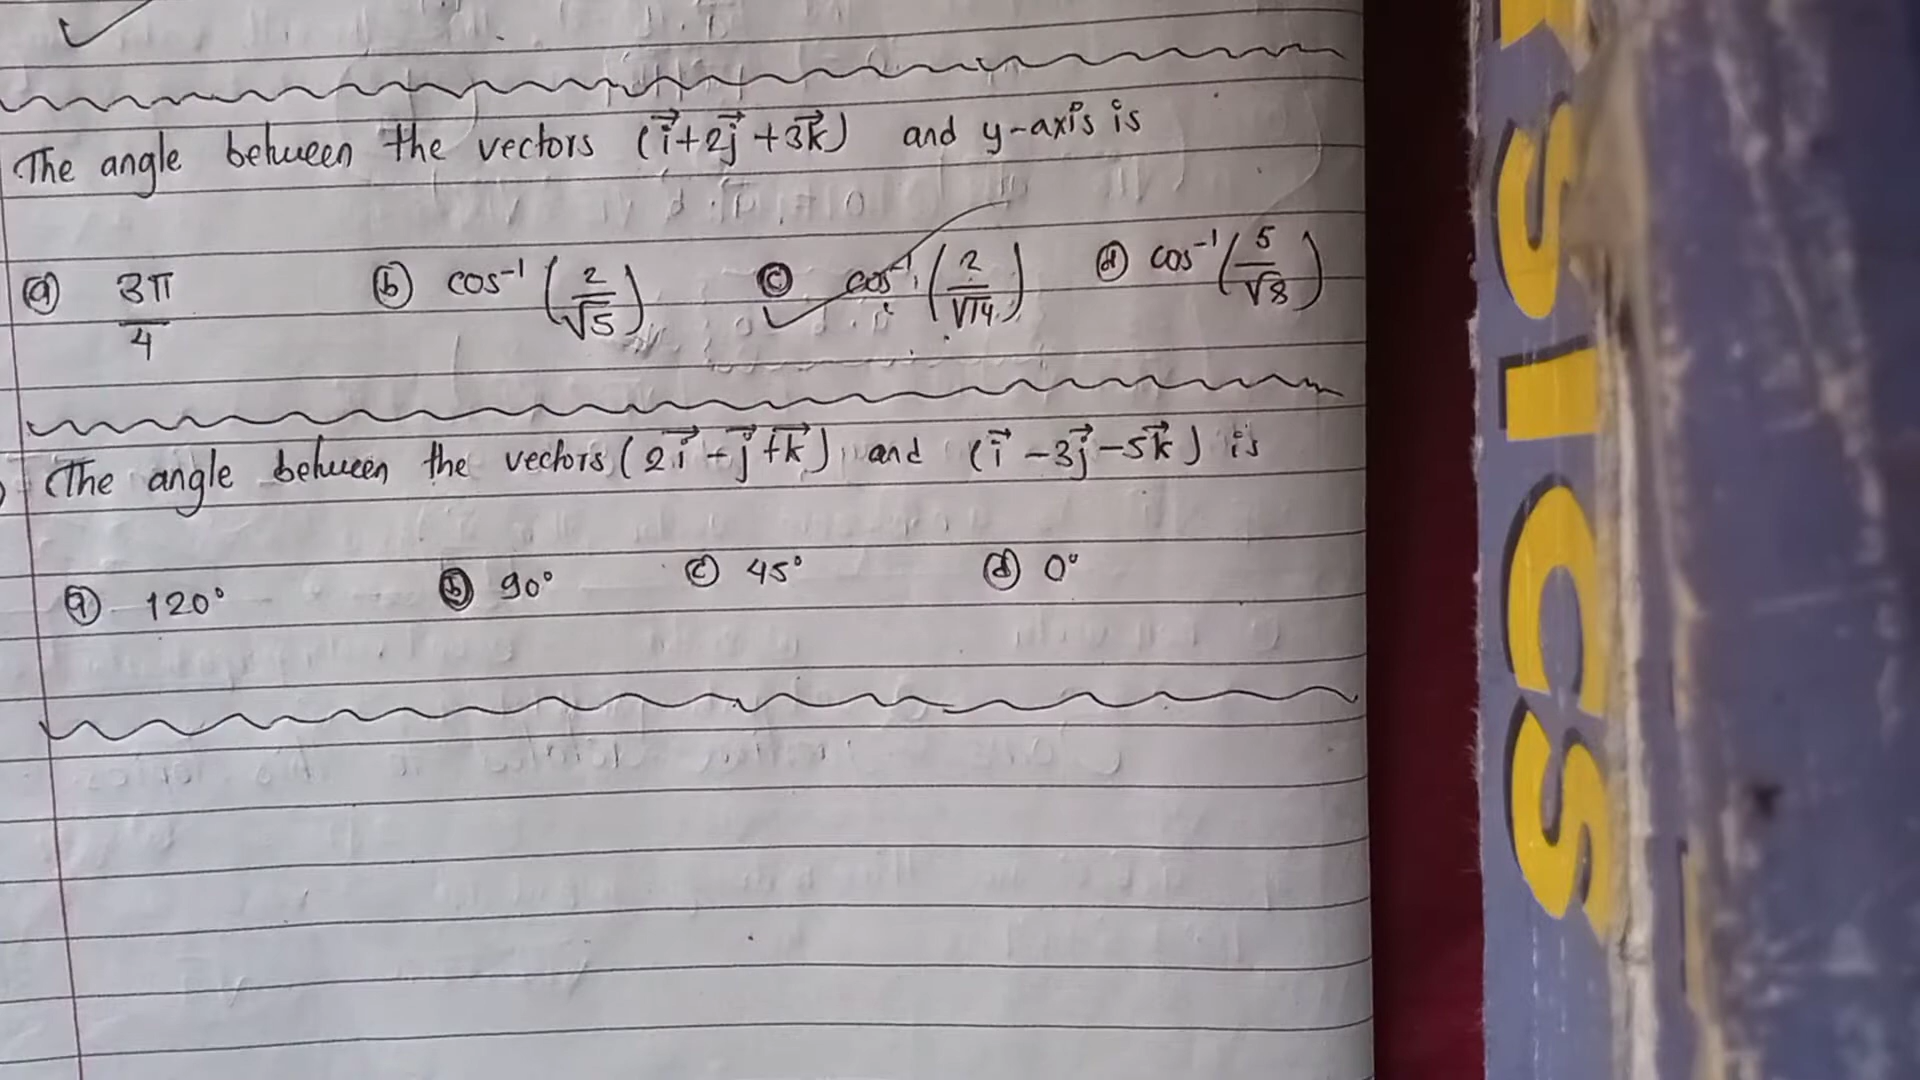 The angle between the vectors (i⃗+2j⃗+3k⃗) and y-axis is
(a) 3π/4 (b) cos⁻¹(2/√5) (c) cos⁻¹(2/√14) (d) cos⁻¹(5/√8)
The angle between the vectors (2i⃗-j⃗+k⃗) and (i⃗-3j⃗-5k⃗) is
(a) 120° (b) 90° (c) 45° (d) 0°
SICS